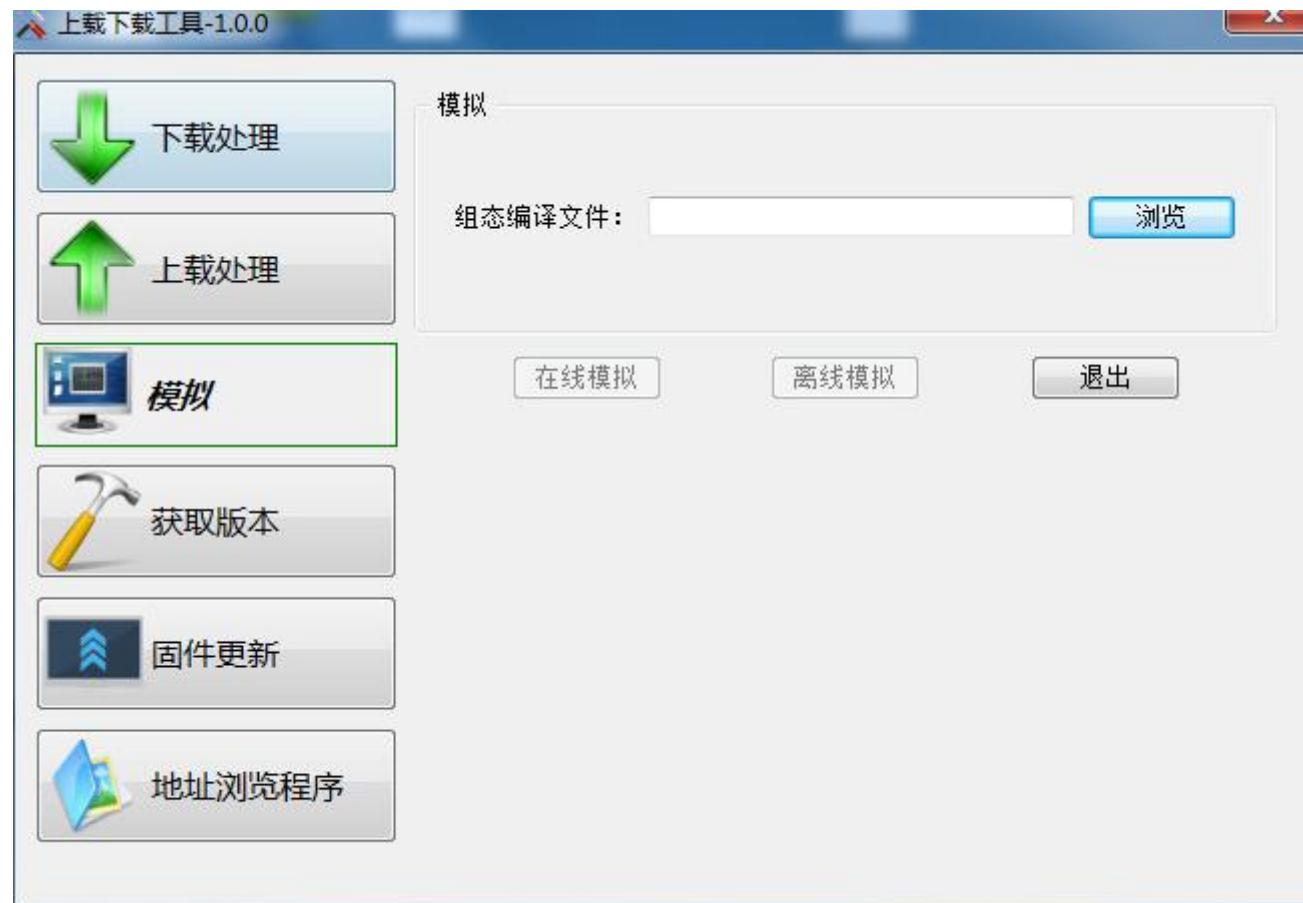 上载下载工具-1.0.0
下载处理
上载处理
模拟
获取版本
固件更新
地址浏览程序
模拟
组态编译文件：
浏览
在线模拟
离线模拟
退出